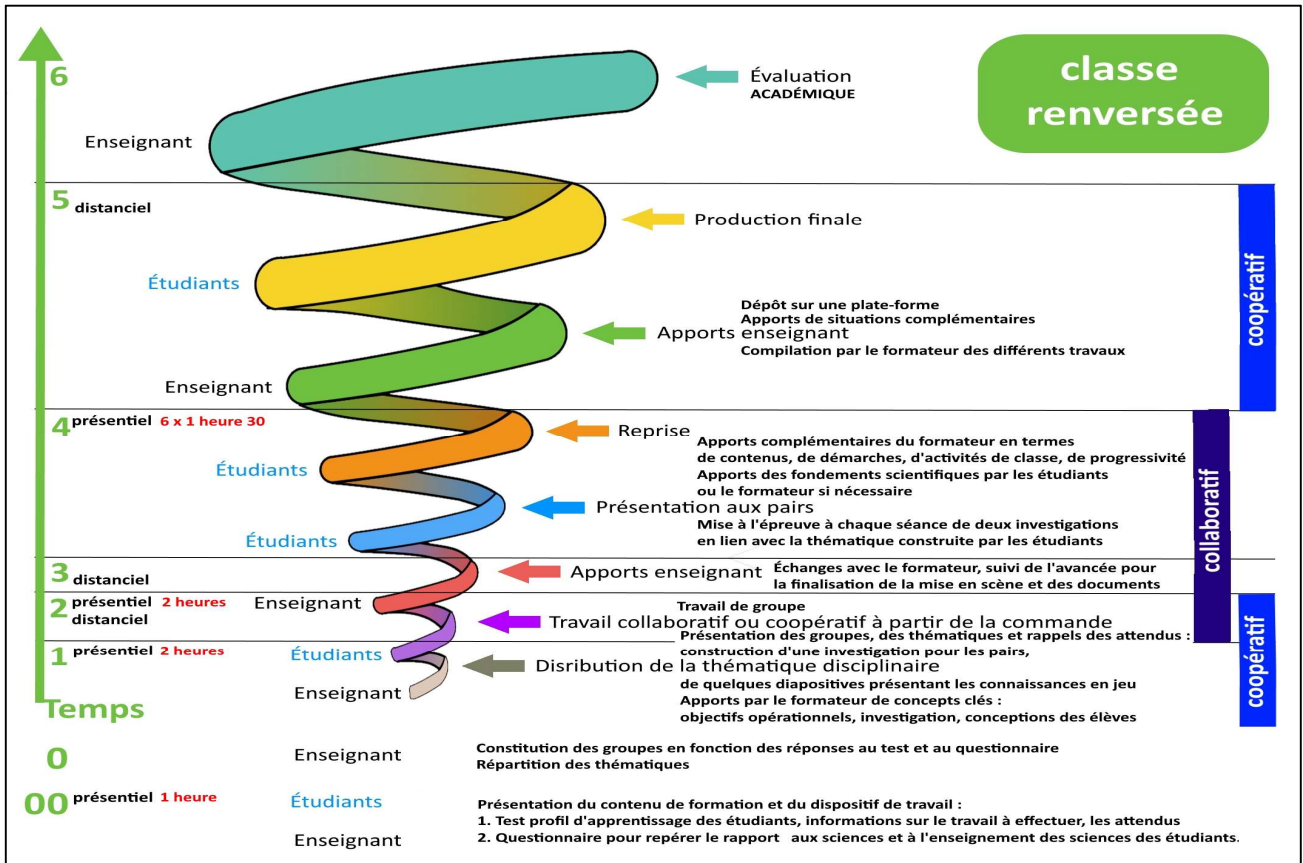 classe
renversée
6
Évaluation
ACADÉMIQUE
Enseignant
5 distanciel
Production finale
Étudiants
coopératif
Dépôt sur une plate-forme
Apports de situations complémentaires
Apports enseignant
Compilation par le formateur des différents travaux
Enseignant
4 présentiel 6 x 1 heure 30
Reprise
Apports complémentaires du formateur en termes
de contenus, de démarches, d'activités de classe, de progressivité
Étudiants
Apports des fondements scientifiques par les étudiants
ou le formateur si nécessaire
collaboratif
Présentation aux pairs
Mise à l'épreuve à chaque séance de deux investigations
en lien avec la thématique construite par les étudiants
Étudiants
3 distanciel
Apports enseignant
Échanges avec le formateur, suivi de l'avancée pour
la finalisation de la mise en scène et des documents
2 présentiel 2 heures
distanciel
Enseignant
Travail de groupe
Travail collaboratif ou coopératif à partir de la commande
coopératif
Présentation des groupes, des thématiques et rappels des attendus :
construction d'une investigation pour les pairs,
1 présentiel 2 heures
Étudiants
Disribution de la thématique disciplinaire
de quelques diapositives présentant les connaissances en jeu
Enseignant
Apports par le formateur de concepts clés :
objectifs opérationnels, investigation, conceptions des élèves
Temps
0
Enseignant
Constitution des groupes en fonction des réponses au test et au questionnaire
Répartition des thématiques
00 présentiel 1 heure
Étudiants
Présentation du contenu de formation et du dispositif de travail :
1. Test profil d'apprentissage des étudiants, informations sur le travail à effectuer, les attendus
Enseignant
2. Questionnaire pour repérer le rapport aux sciences et à l'enseignement des sciences des étudiants.